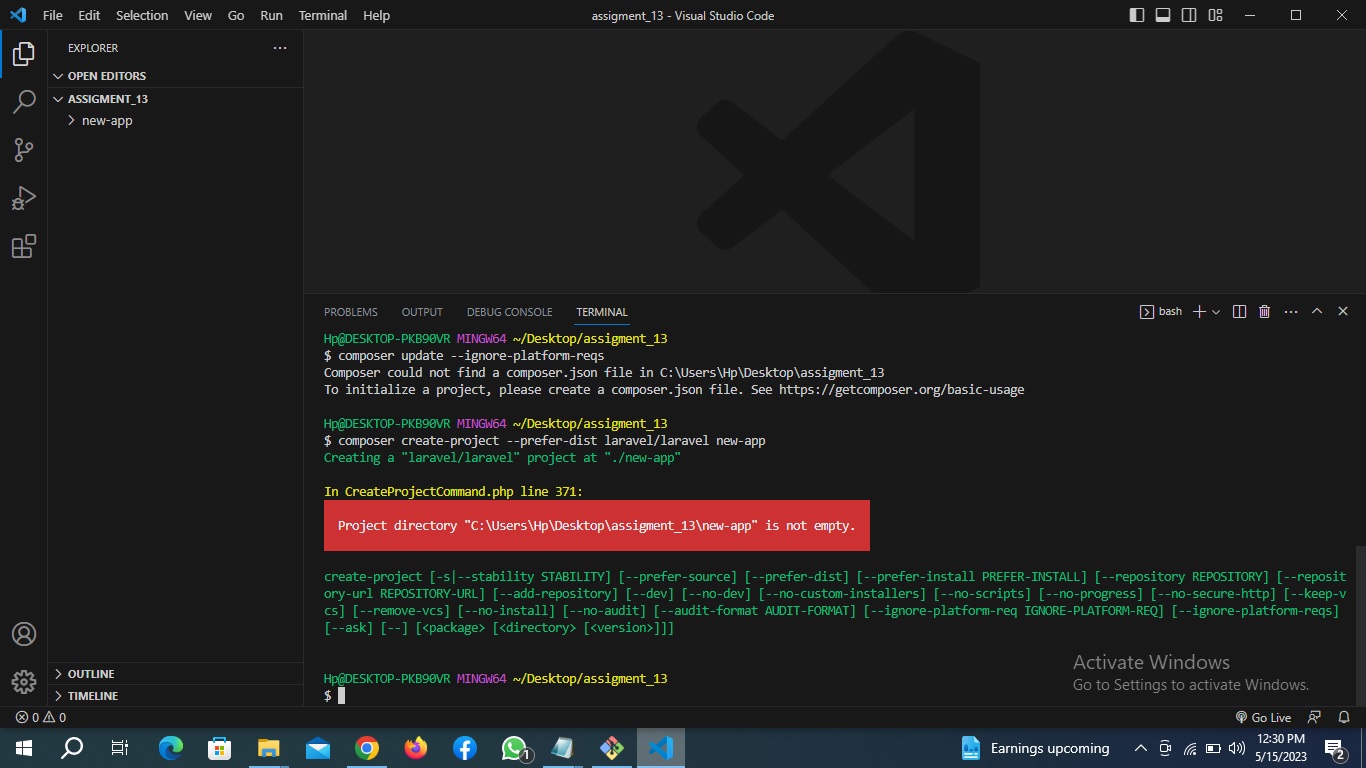 File Edit Selection View Go Run Terminal Help
assigment_13 - Visual Studio Code
EXPLORER
OPEN EDITORS
ASSIGMENT_13
new-app
OUTLINE
TIMELINE
PROBLEMS OUTPUT DEBUG CONSOLE TERMINAL
bash
Hp@DESKTOP-PKB90VR MINGW64 ~/Desktop/assigment_13
$ composer update --ignore-platform-reqs
Composer could not find a composer.json file in C:\Users\Hp\Desktop\assigment_13
To initialize a project, please create a composer.json file. See https://getcomposer.org/basic-usage
Hp@DESKTOP-PKB90VR MINGW64 ~/Desktop/assigment_13
$ composer create-project --prefer-dist laravel/laravel new-app
Creating a "laravel/laravel" project at "./new-app"
In CreateProjectCommand.php line 371:
Project directory "C:\Users\Hp\Desktop\assigment_13\new-app" is not empty.
create-project [-s|--stability STABILITY] [--prefer-source] [--prefer-dist] [--prefer-install PREFER-INSTALL] [--repository REPOSITORY] [--reposit
ory-url REPOSITORY-URL] [--add-repository] [--dev] [--no-dev] [--no-custom-installers] [--no-scripts] [--no-progress] [--no-secure-http] [--keep-v
cs] [--remove-vcs] [--no-install] [--no-audit] [--audit-format AUDIT-FORMAT] [--ignore-platform-req IGNORE-PLATFORM-REQ] [--ignore-platform-reqs]
[--ask] [--] [<package> [<directory> [<version>]]]
Hp@DESKTOP-PKB90VR MINGW64 ~/Desktop/assigment_13
$
Activate Windows
Go to Settings to activate Windows.
0 0
Go Live
1
Earnings upcoming
12:30 PM
5/15/2023
2